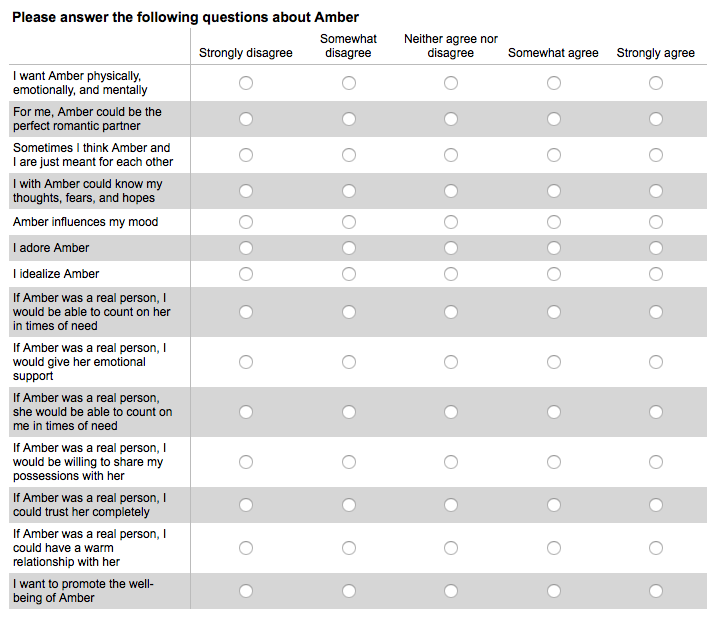 Please answer the following questions about Amber
Strongly disagree
Somewhat
disagree
Neither agree nor
disagree
Somewhat agree
Strongly agree
I want Amber physically,
emotionally, and mentally
For me, Amber could be the
perfect romantic partner
Sometimes I think Amber and
I are just meant for each other
I with Amber could know my
thoughts, fears, and hopes
Amber influences my mood
I adore Amber
I idealize Amber
If Amber was a real person, I
would be able to count on her
in times of need
If Amber was a real person, I
would give her emotional
support
If Amber was a real person,
she would be able to count on
me in times of need
If Amber was a real person, I
would be willing to share my
possessions with her
If Amber was a real person, I
could trust her completely
If Amber was a real person, I
could have a warm
relationship with her
I want to promote the well-
being of Amber